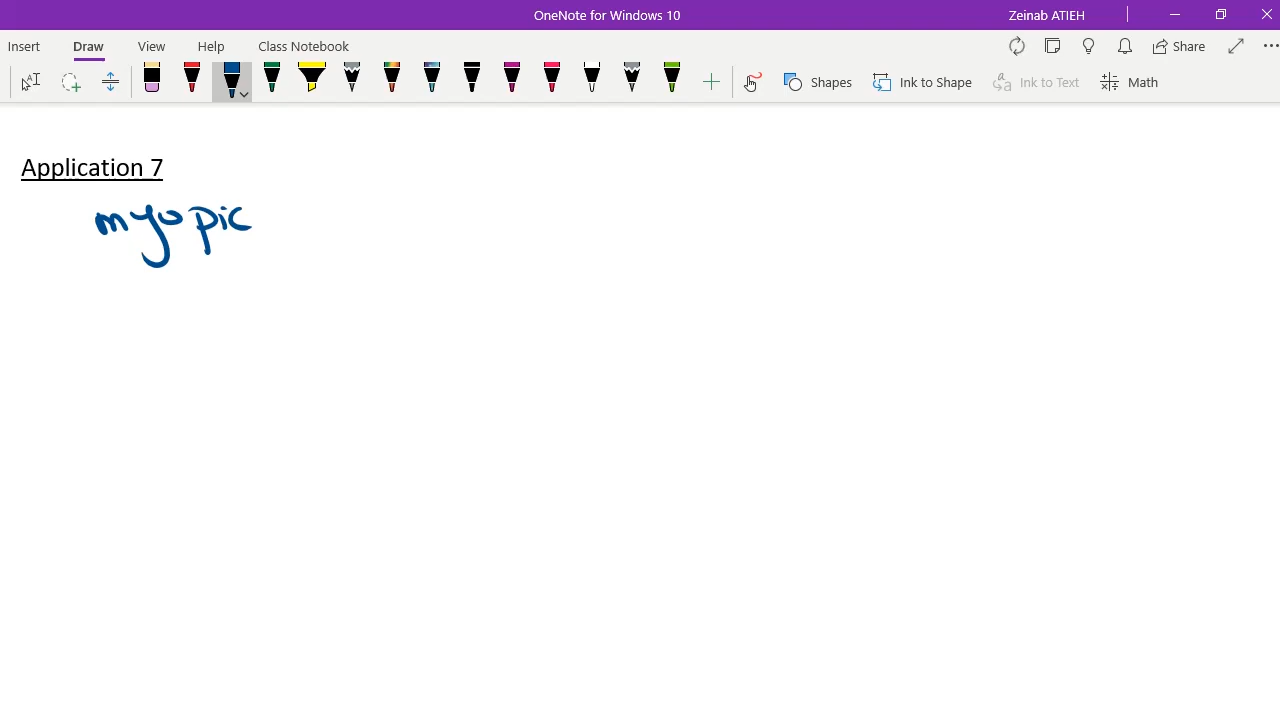 OneNote for Windows 10
Zeinab ATIEH
Insert Draw View Help Class Notebook Share
Shapes Ink to Shape Ink to Text Math
Application 7
myopic